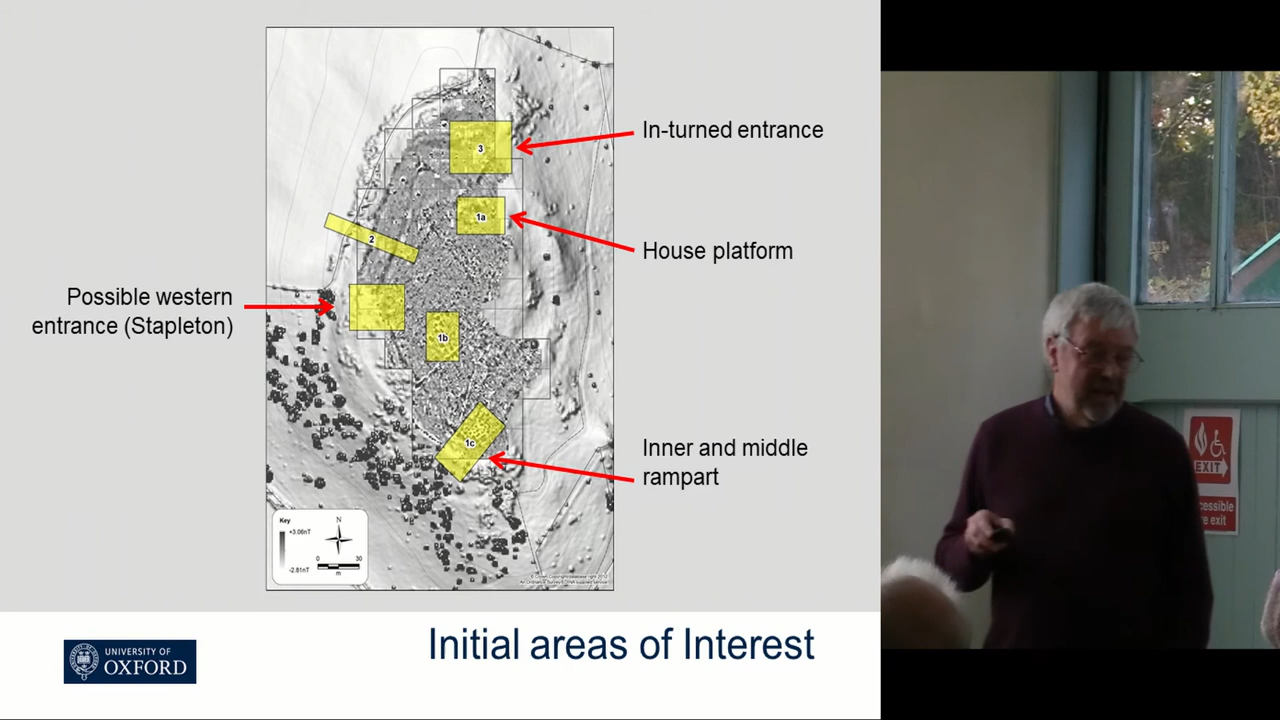 In-turned entrance
3
1a
House platform
2
Possible western
entrance (Stapleton)
1b
1c
Inner and middle
rampart
Key
+3.06nT
-2.81nT
N
0 30
m
Initial areas of Interest
UNIVERSITY OF
OXFORD
EXIT